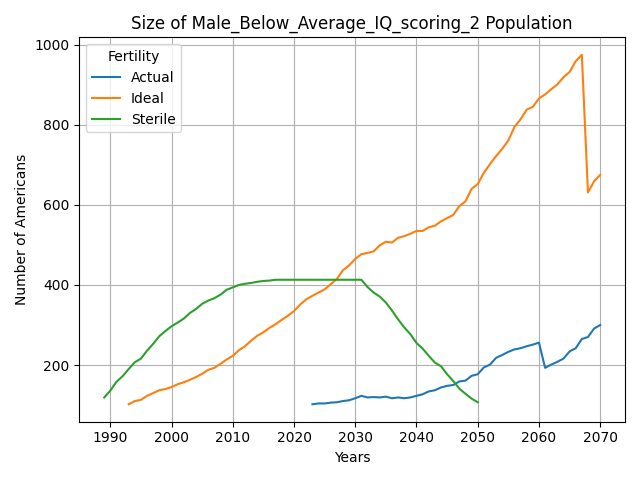 Size of Male_Below_Average_IQ_scoring_2 Population
Number of Americans
1000
800
600
400
200
Fertility
Actual
Ideal
Sterile
1990 2000 2010 2020 2030 2040 2050 2060 2070
Years